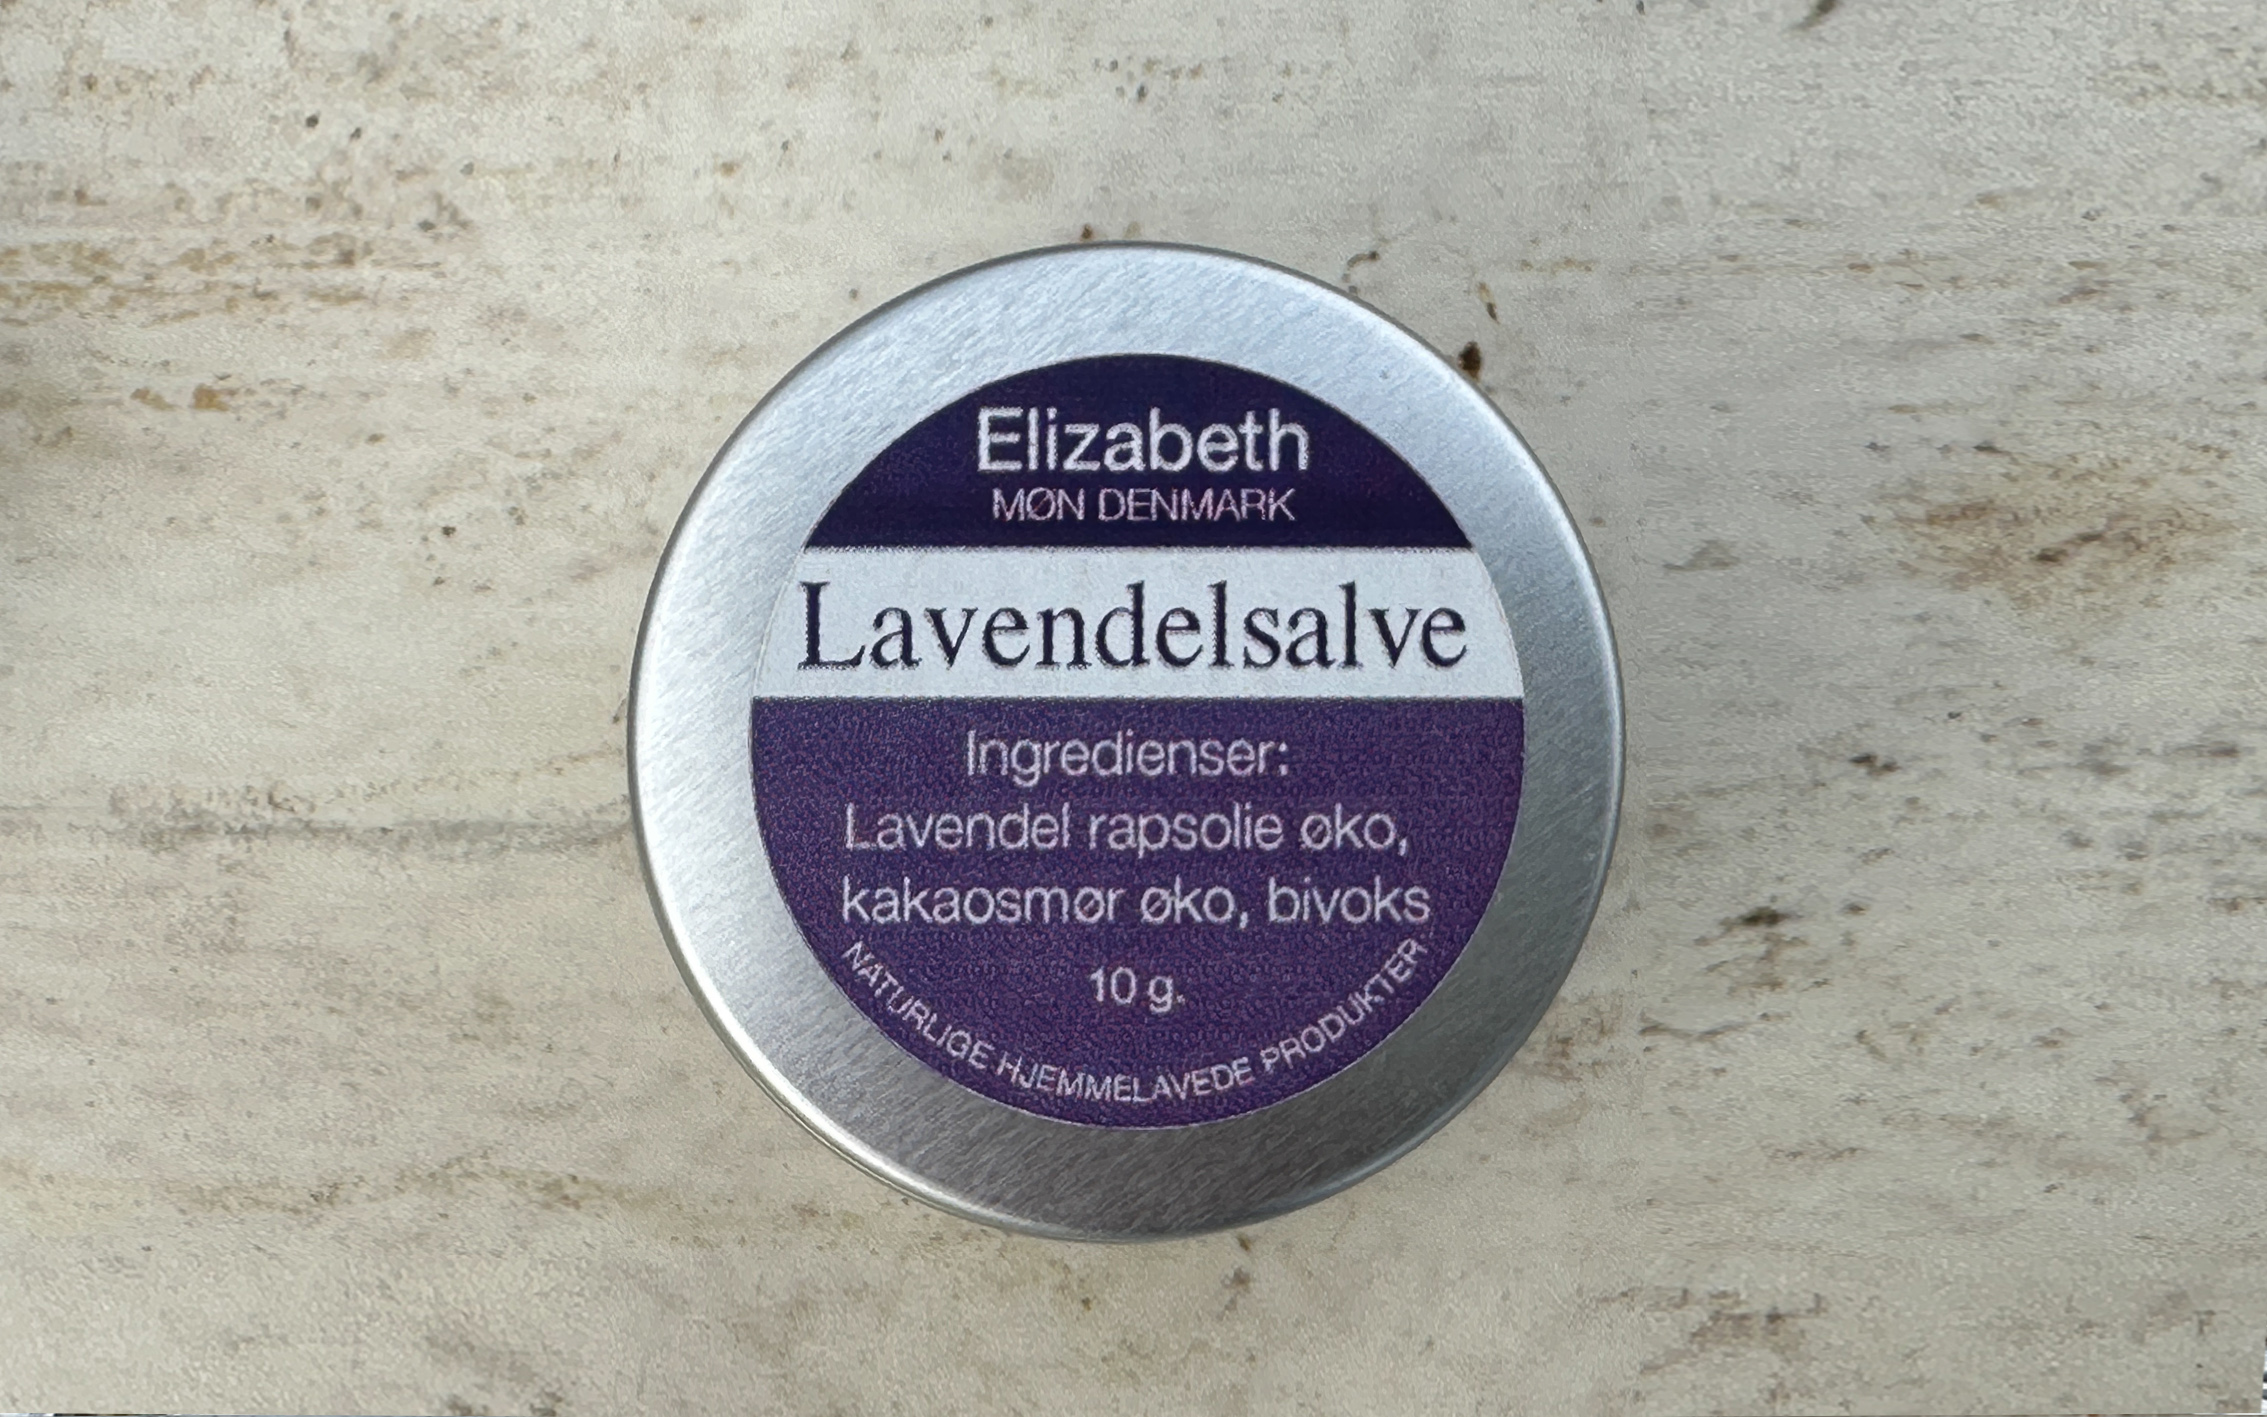 Elizabeth
MØN DENMARK
Lavendelsalve
Ingredienser:
Lavendel rapsolie øko,
kakaosmør øko, bivoks
10 g.
NATURLIGE HJEMMELAVEDE PRODUKTER